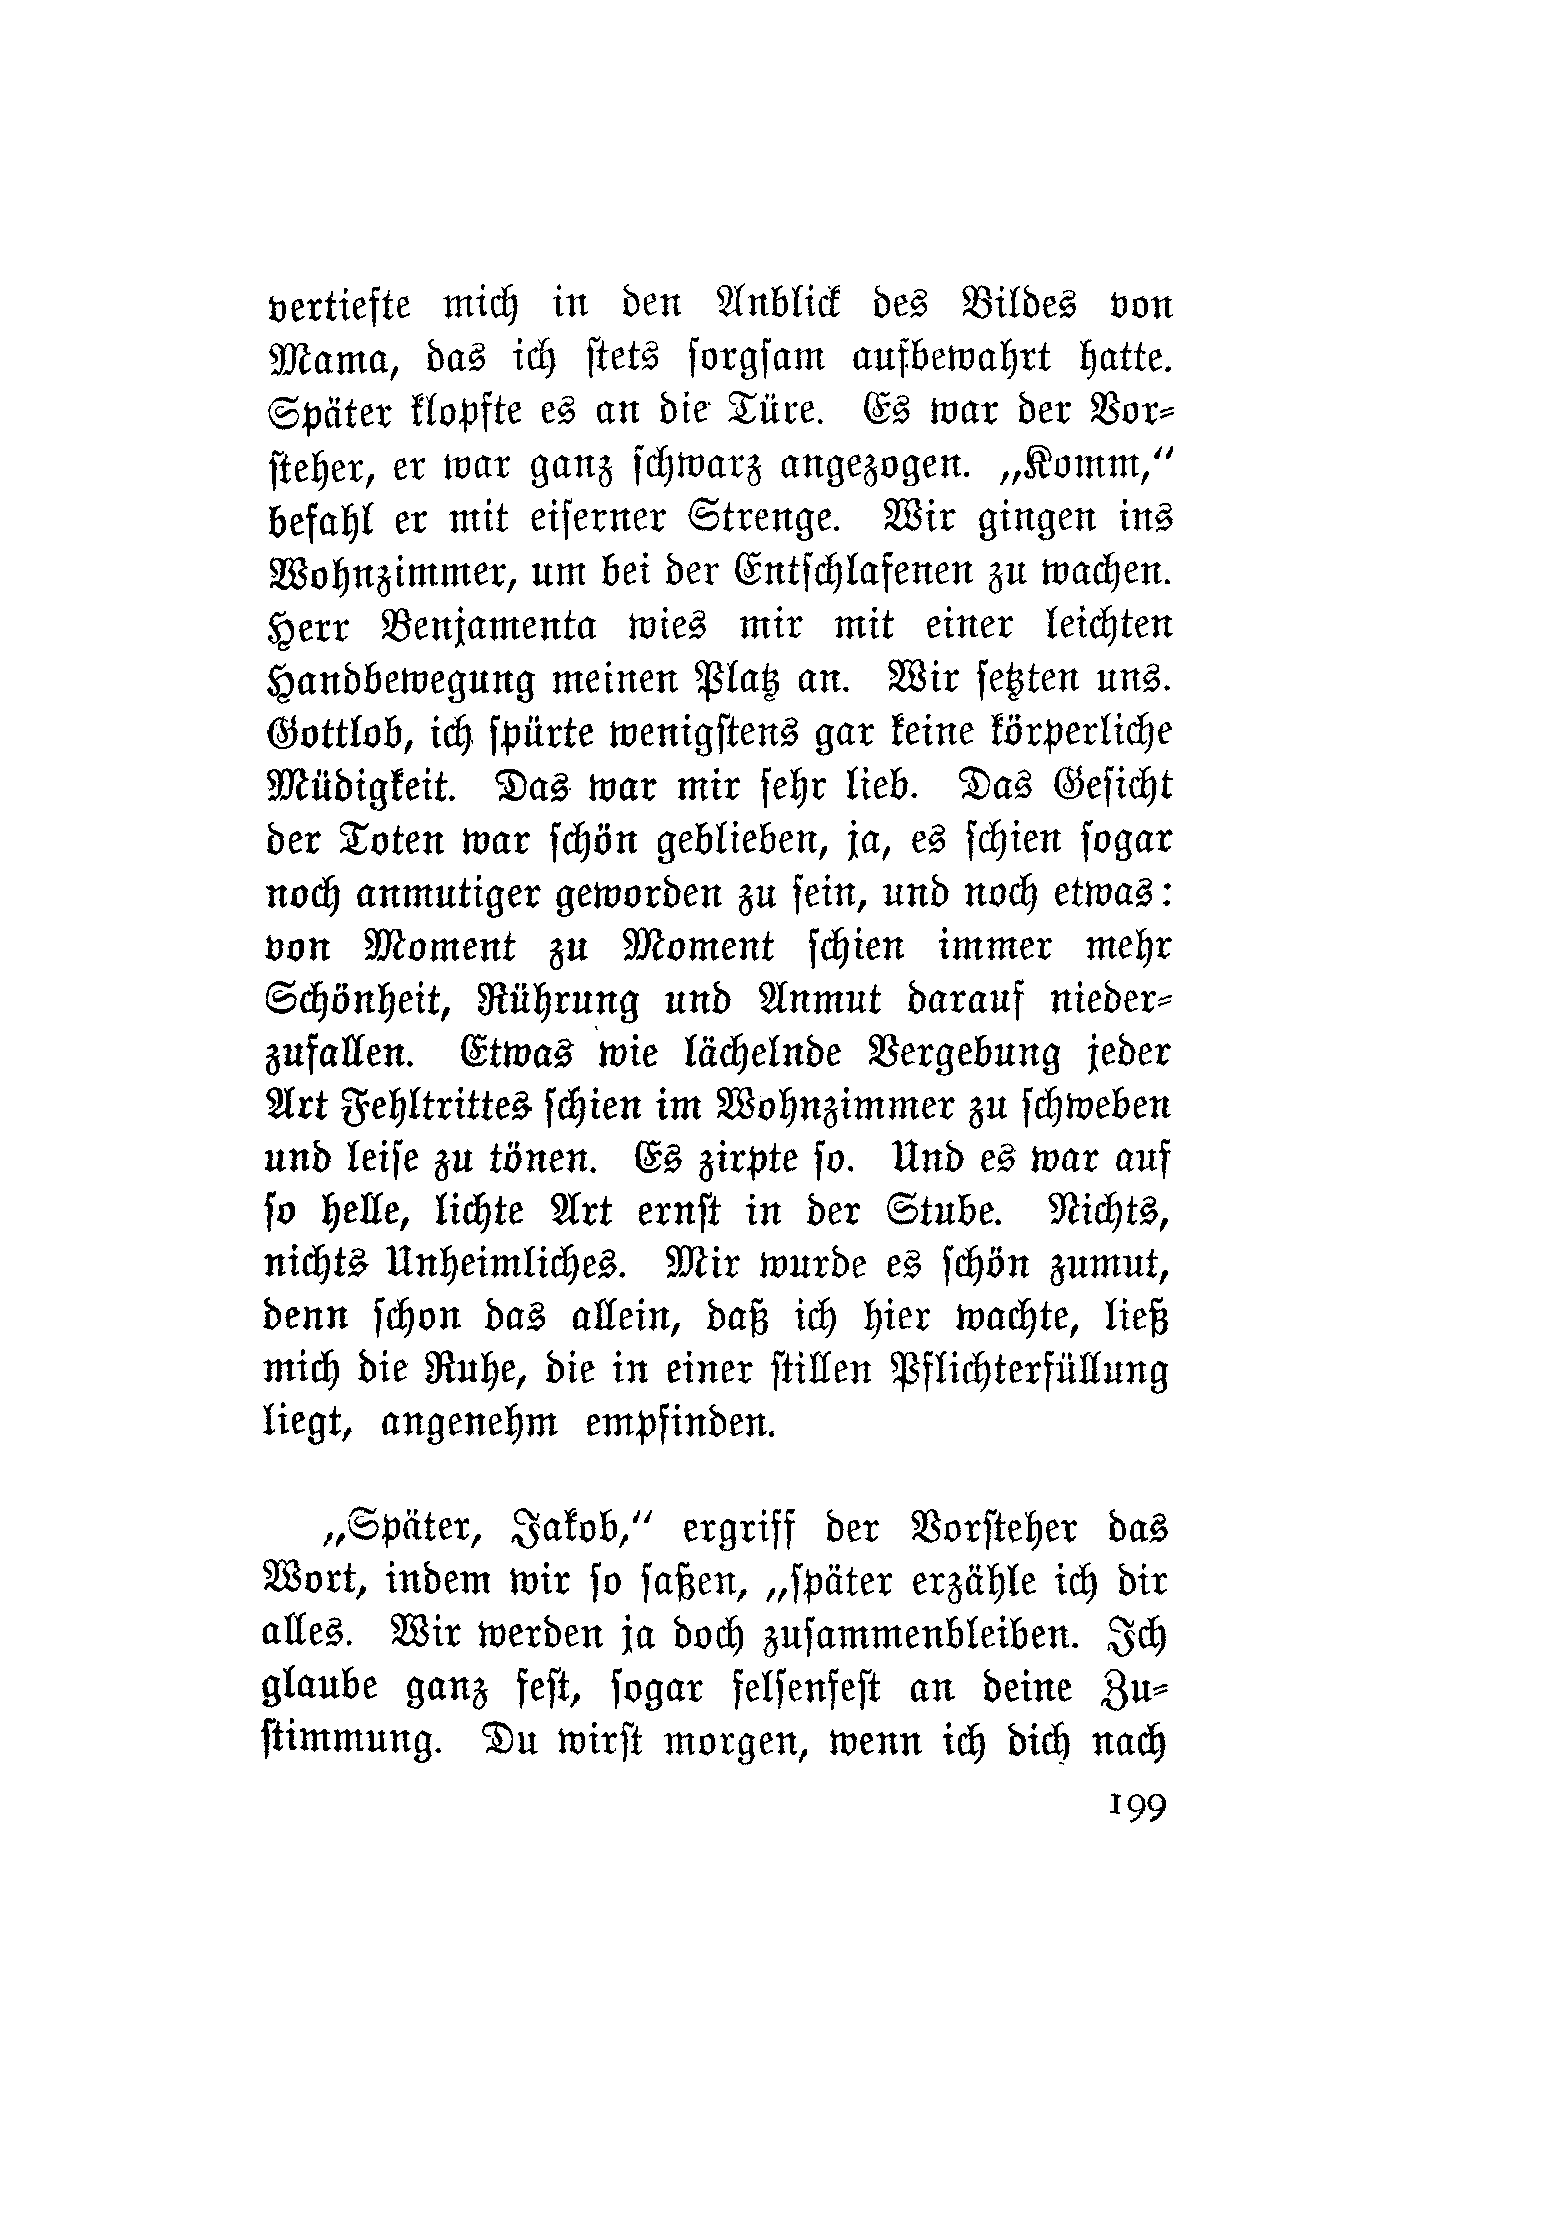 vertiefte mich in den Anblick des Bildes von
Mama, das ich ſtets ſorgſam aufbewahrt hatte.
Später klopfte es an die Türe. Es war der Vor⸗
ſteher, er war ganz ſchwarz angezogen. „Komm,“
befahl er mit eiſerner Strenge. Wir gingen ins
Wohnzimmer, um bei der Entſchlafenen zu wachen.
Herr Benjamenta wies mir mit einer leichten
Handbewegung meinen Platz an. Wir ſetzten uns.
Gottlob, ich ſpürte wenigſtens gar keine körperliche
Müdigkeit. Das war mir ſehr lieb. Das Geſicht
der Toten war ſchön geblieben, ja, es ſchien ſogar
noch anmutiger geworden zu ſein, und noch etwas:
von Moment zu Moment ſchien immer mehr
Schönheit, Rührung und Anmut darauf nieder⸗
zufallen. Etwas wie lächelnde Vergebung jeder
Art Fehltrittes ſchien im Wohnzimmer zu ſchweben
und leiſe zu tönen. Es zirpte ſo. Und es war auf
ſo helle, lichte Art ernſt in der Stube. Nichts,
nichts Unheimliches. Mir wurde es ſchön zumut,
denn ſchon das allein, daß ich hier wachte, ließ
mich die Ruhe, die in einer ſtillen Pflichterfüllung
liegt, angenehm empfinden.
„Später, Jakob,“ ergriff der Vorſteher das
Wort, indem wir ſo ſaßen, „ſpäter erzähle ich dir
alles. Wir werden ja doch zuſammenbleiben. Ich
glaube ganz feſt, ſogar felſenfeſt an deine Zu⸗
ſtimmung. Du wirſt morgen, wenn ich dich nach
199